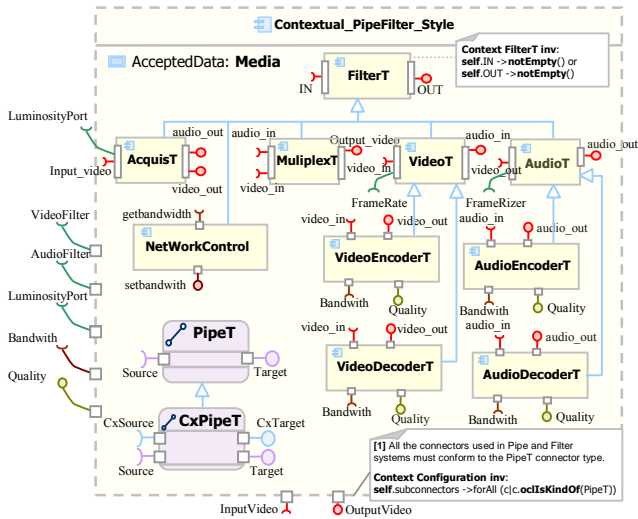 Contextual_PipeFilter_Style
AcceptedData: Media
Context FilterT inv:
self.IN ->notEmpty() or
self.OUT ->notEmpty()
FilterT
IN
OUT
LuminosityPort
Input_video
AcquisT
audio_out
video_out
audio_in
MuliplexT
video_in
Output_video
VideoT
audio_in
video_out
AudioT
audio_out
FrameRate
FrameRizer
VideoFilter
AudioFilter
LuminosityPort
Bandwith
Quality
getbandwidth
NetWorkControl
setbandwith
video_in
video_out
VideoEncoderT
Bandwith
Quality
audio_in
audio_out
AudioEncoderT
Bandwith
Quality
PipeT
Source
Target
video_in
video_out
VideoDecoderT
Bandwith
Quality
audio_in
audio_out
AudioDecoderT
Bandwith
Quality
CxPipeT
CxSource
CxTarget
Source
Target
[1] All the connectors used in Pipe and Filter
systems must conform to the PipeT connector type.
Context Configuration inv:
self.subconnectors ->forAll (c|c.oclIsKindOf(PipeT))
InputVideo
OutputVideo